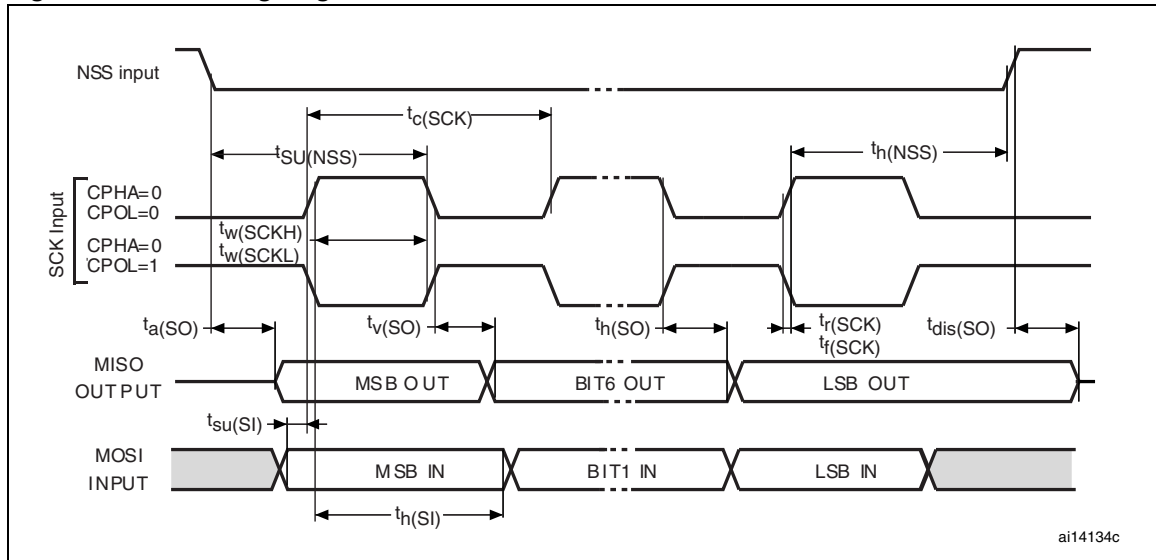 NSS input
tc(SCK)
tSU(NSS)
th(NSS)
SCK Input
CPHA=0
CPOL=0
CPHA=0
CPOL=1
tw(SCKH)
tw(SCKL)
ta(SO)
tv(SO)
th(SO)
tr(SCK)
tf(SCK)
tdis(SO)
MISO
OUTPUT
MSB OUT
BIT6 OUT
LSB OUT
tsu(SI)
MOSI
INPUT
MSB IN
BIT1 IN
LSB IN
th(SI)
ai14134c